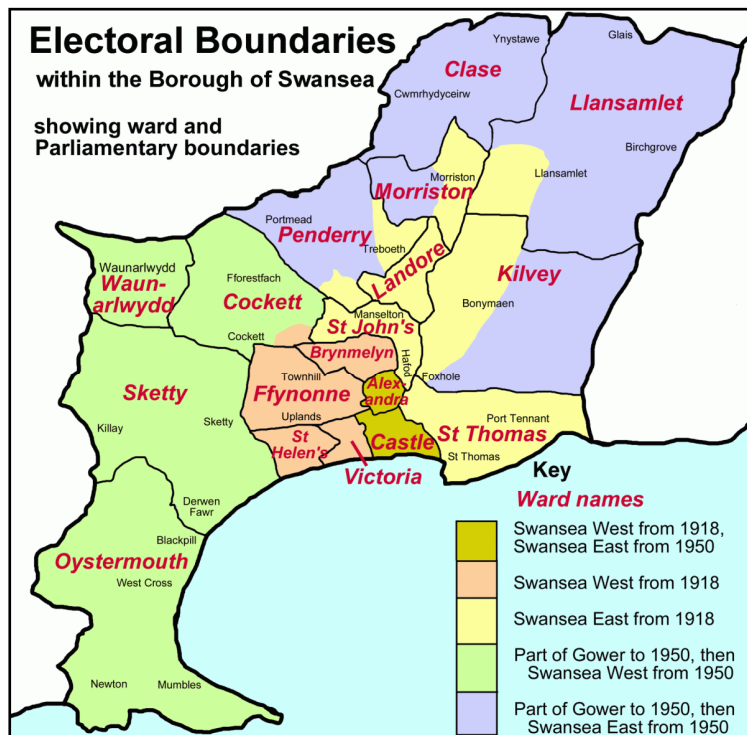 Electoral Boundaries
within the Borough of Swansea
showing ward and
Parliamentary boundaries
Ynystawe
Glais
Clase
Cwmrhydyceirw
Llansamlet
Birchgrove
Morriston
Llansamlet
Morriston
Portmead
Penderry
Treboeth
Landore
Kilvey
Bonymaen
Waunarlwydd
Waun-
arlwydd
Fforestfach
Cockett
Cockett
Manselton
St John's
Hafod
Brynmelyn
Foxhole
Townhill
Ffynonne
Uplands
Alex-
andra
Sketty
Killay
Sketty
St
Helen's
Castle
Victoria
Port Tennant
St Thomas
St Thomas
Derwen
Fawr
Blackpill
Oystermouth
West Cross
Newton
Mumbles
Key
Ward names
Swansea West from 1918,
Swansea East from 1950
Swansea West from 1918
Swansea East from 1918
Part of Gower to 1950, then
Swansea West from 1950
Part of Gower to 1950, then
Swansea East from 1950